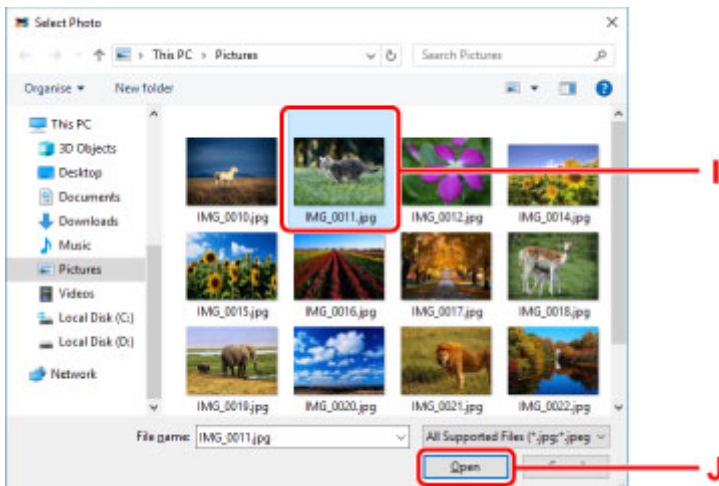 Select Photo
This PC > Pictures
Search Pictures
Organise
New folder
This PC
3D Objects
Desktop
Documents
Downloads
Music
Pictures
Videos
Local Disk (C:)
Local Disk (D:)
Network
IMG_0010.jpg
IMG_0011.jpg
IMG_0012.jpg
IMG_0014.jpg
IMG_0015.jpg
IMG_0016.jpg
IMG_0017.jpg
IMG_0018.jpg
IMG_0019.jpg
IMG_0020.jpg
IMG_0021.jpg
IMG_0022.jpg
I
File name: IMG_0011.jpg
All Supported Files (*.jpg;*.jpeg
Open
J